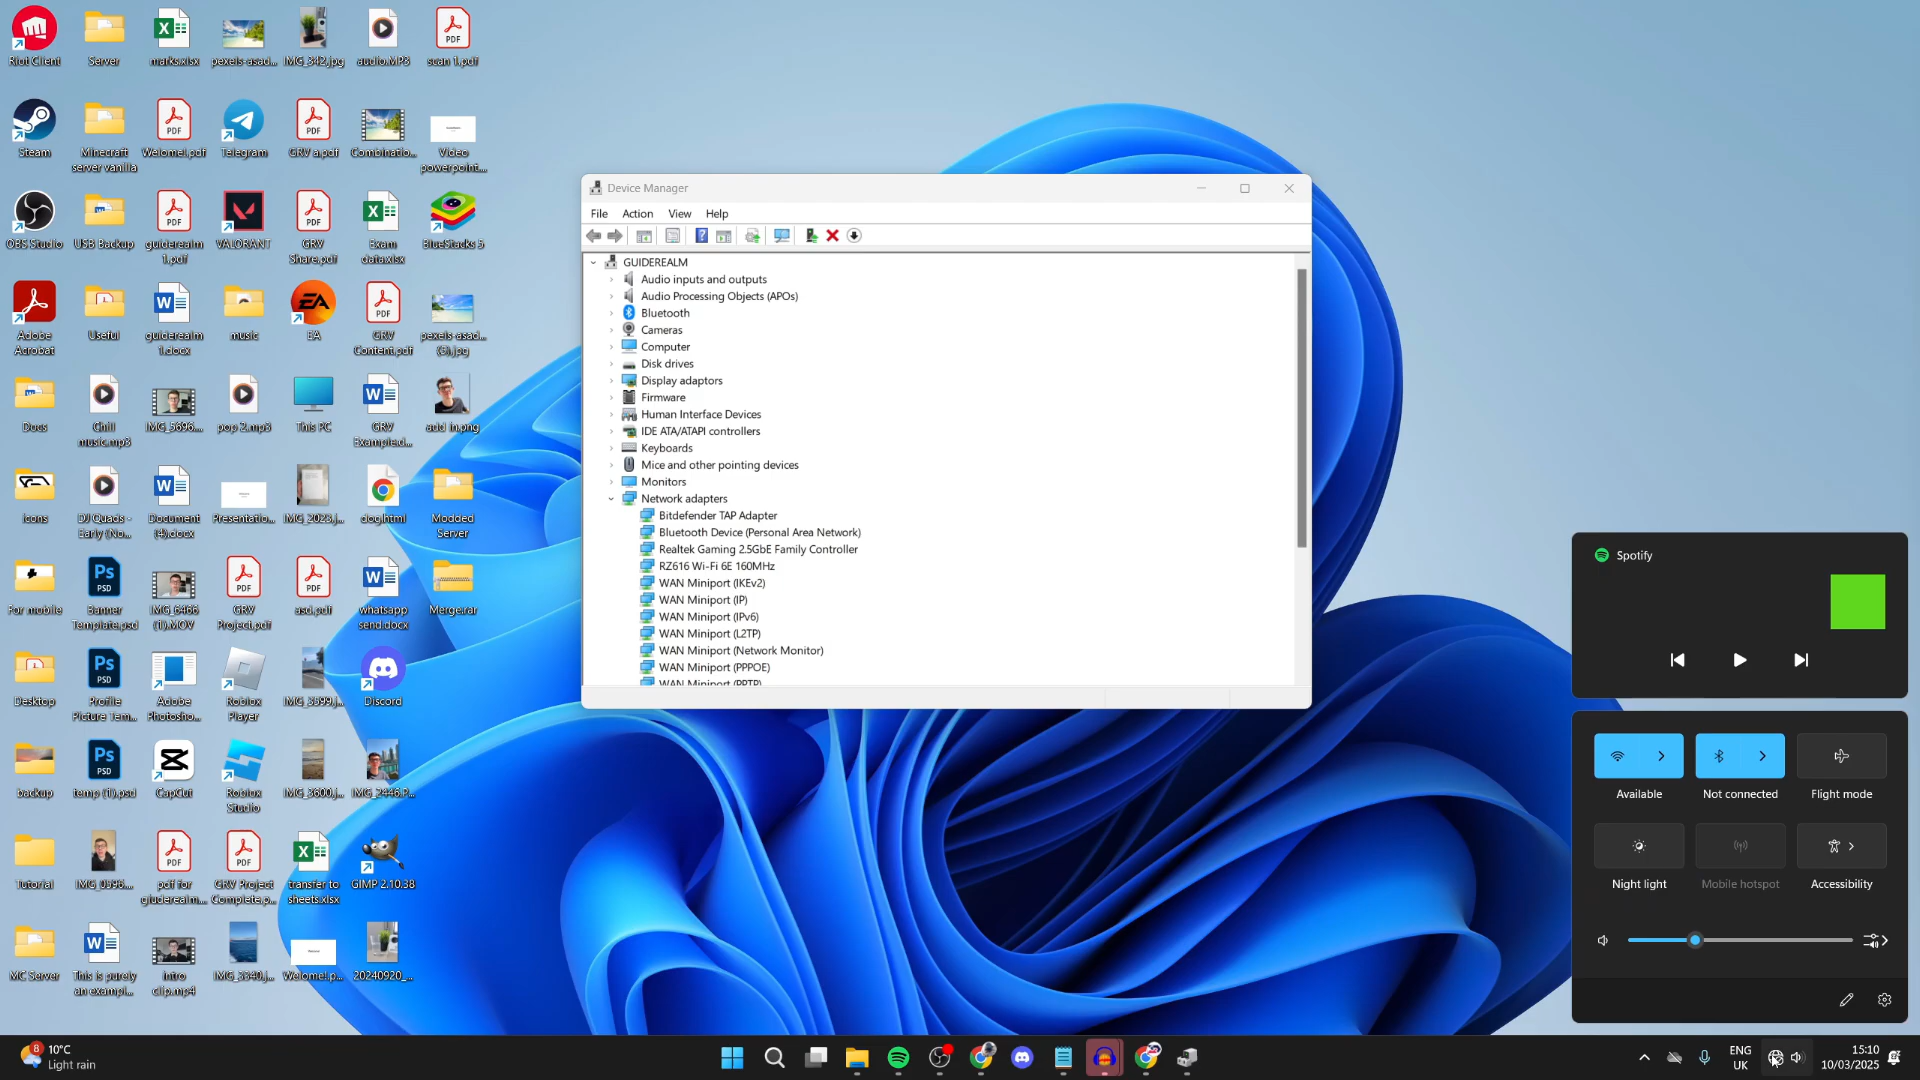 Riot Client
Server
marks.xlsx
pexels-asad...
IMG_342.jpg
audio.MP3
scan 1.pdf
Steam
Minecraft
server vanilla
Welome!.pdf
Telegram
GRV a.pdf
Combinatio...
Video
powerpoint...
OBS Studio
USB Backup
guiderealm
1.pdf
VALORANT
GRV
Share.pdf
Exam
data.xlsx
BlueStacks 5
Adobe
Acrobat
Useful
guiderealm
1.docx
music
EA
GRV
Content.pdf
pexels-asad...
(3).jpg
Docs
Chill
music.mp3
IMG_5696....
pop 2.mp3
This PC
GRV
Example.d...
add in.png
Icons
DJ Quads -
Early (No...
Document
(4).docx
Presentatio...
IMG_2023.j...
dog.html
Modded
Server
For mobile
Banner
Template.psd
IMG_6466
(1).MOV
GRV
Project.pdf
asd.pdf
whatsapp
send.docx
Merge.rar
Desktop
Profile
Picture Tem...
Adobe
Photosho...
Roblox
Player
IMG_3399.j...
Discord
backup
temp (1).psd
CapCut
Roblox
Studio
IMG_3600.j...
IMG_2446.P...
Tutorial
IMG_0396....
pdf for
giuderealm....
GRV Project
Complete.p...
transfer to
sheets.xlsx
GIMP 2.10.38
MC Server
This is purely
an exampl...
intro
clip.mp4
IMG_3340.j...
Welome!.p...
20240920_...
Device Manager
File Action View Help
GUIDEREALM
Audio inputs and outputs
Audio Processing Objects (APOs)
Bluetooth
Cameras
Computer
Disk drives
Display adaptors
Firmware
Human Interface Devices
IDE ATA/ATAPI controllers
Keyboards
Mice and other pointing devices
Monitors
Network adapters
Bitdefender TAP Adapter
Bluetooth Device (Personal Area Network)
Realtek Gaming 2.5GbE Family Controller
RZ616 Wi-Fi 6E 160MHz
WAN Miniport (IKEv2)
WAN Miniport (IP)
WAN Miniport (IPv6)
WAN Miniport (L2TP)
WAN Miniport (Network Monitor)
WAN Miniport (PPPOE)
WAN Miniport (PPTP)
Spotify
Available
Not connected
Flight mode
Night light
Mobile hotspot
Accessibility
8
10°C
Light rain
ENG
UK
15:10
10/03/2025